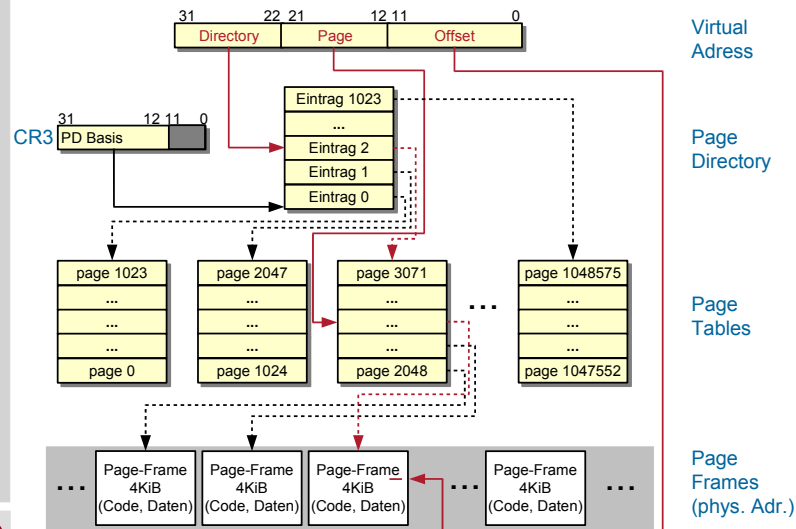 31 22 21 12 11 0
Directory Page Offset
Virtual
Adress
31 12 11 0
CR3 PD Basis
Eintrag 1023
...
Eintrag 2
Eintrag 1
Eintrag 0
Page
Directory
page 1023
...
...
...
page 0
page 2047
...
...
...
page 1024
page 3071
...
...
...
page 2048
...
page 1048575
...
...
...
page 1047552
Page
Tables
...
Page-Frame
4KiB
(Code, Daten)
Page-Frame
4KiB
(Code, Daten)
Page-Frame
4KiB
(Code, Daten)
...
Page-Frame
4KiB
(Code, Daten)
...
Page
Frames
(phys. Adr.)